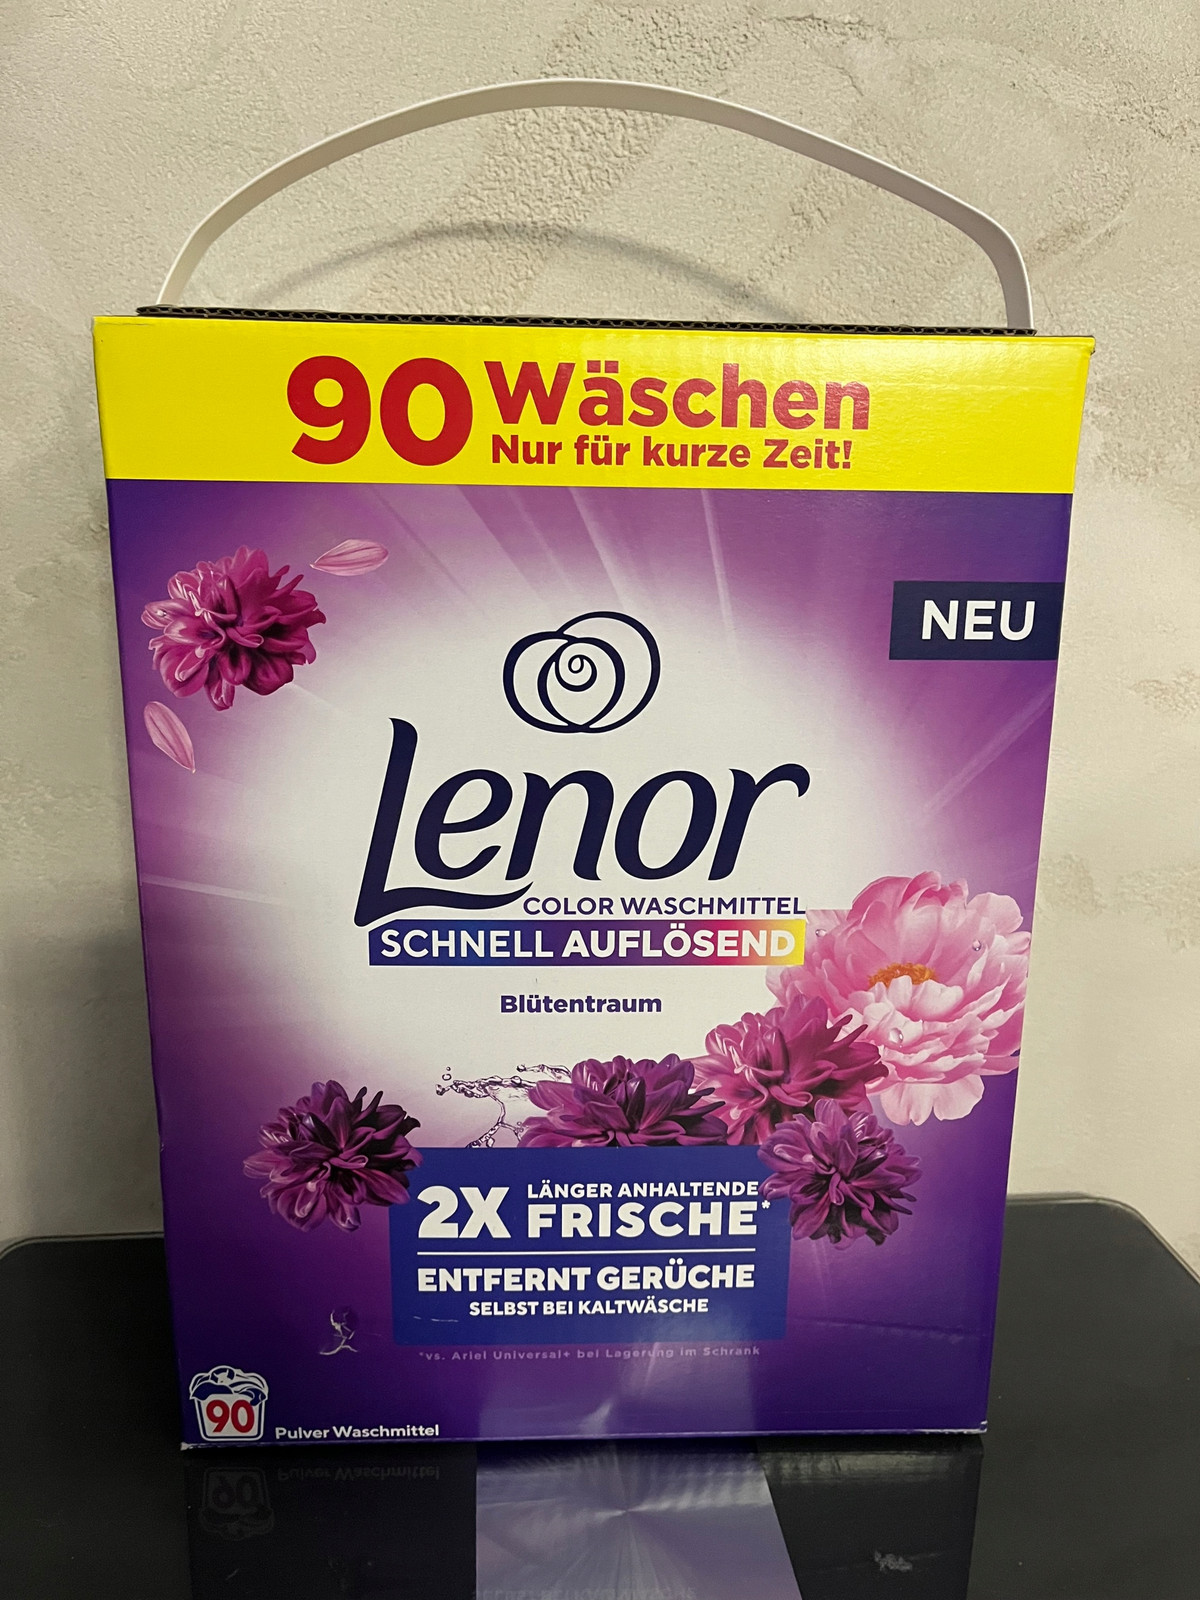 90 Wäschen
Nur für kurze Zeit!
NEU
Lenor
COLOR WASCHMITTEL
SCHNELL AUFLÖSEND
Blütentraum
2X LÄNGER ANHALTENDE
FRISCHE*
ENTFERNT GERÜCHE
SELBST BEI KALTWÄSCHE
*vs. Ariel Universal+ bei Lagerung im Schrank
90
Pulver Waschmittel